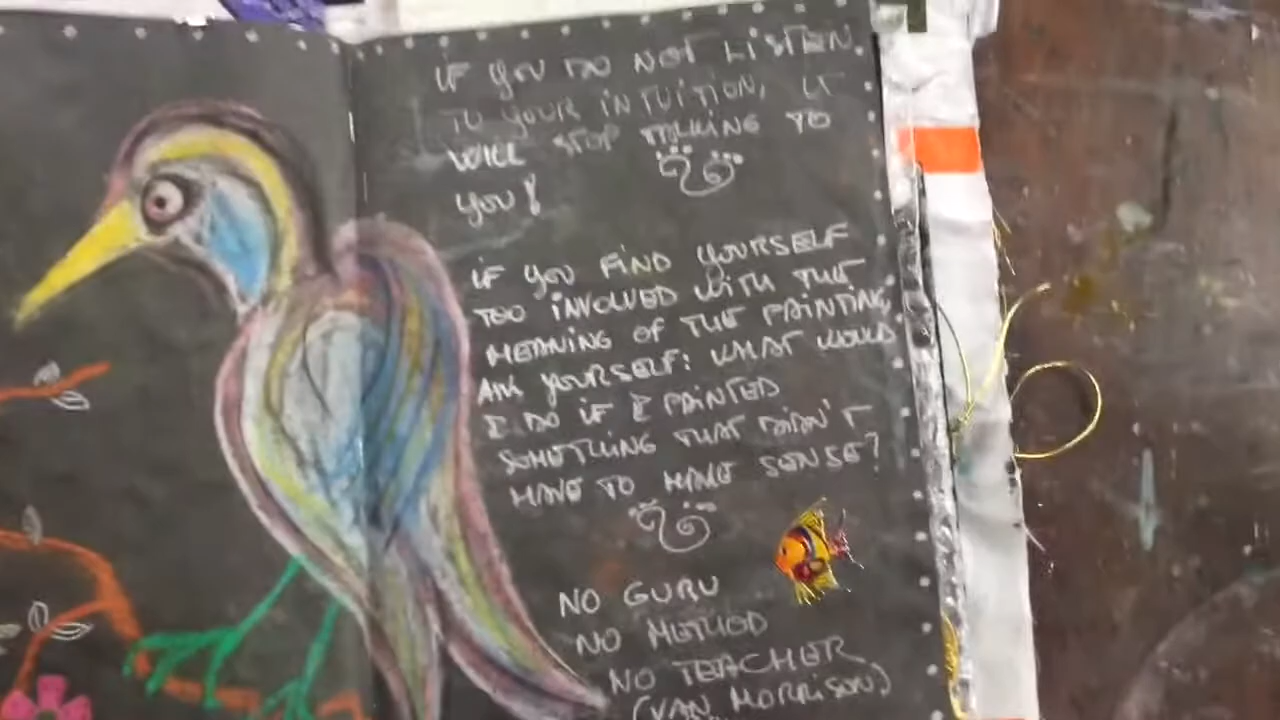 IF YOU DO NOT LISTEN
TO YOUR INTUITION, IT
WILL STOP TALKING TO
YOU!
IF YOU FIND YOURSELF
TOO INVOLVED WITH THE
MEANING OF THE PAINTING,
ASK YOURSELF: WHAT WOULD
I DO IF I PAINTED
SOMETHING THAT DIDN'T
HAVE TO MAKE SENSE?
NO GURU
NO METHOD
NO TEACHER
(VAN MORRISON)